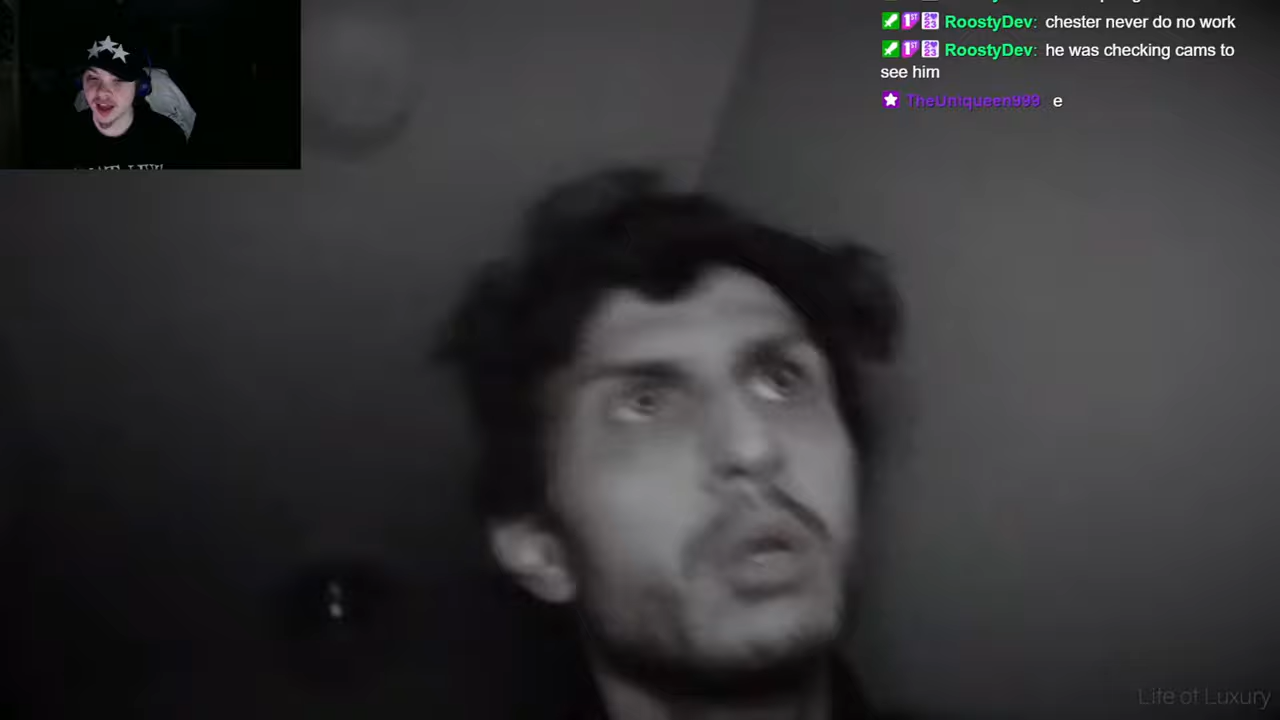 RoostyDev: chester never do no work
RoostyDev: he was checking cams to
see him
TheUniqueen999 e
Life of Luxury